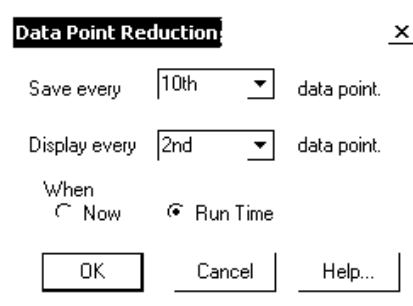 Data Point Reduction
Save every 10th data point.
Display every 2nd data point.
When
Now Run Time
OK Cancel Help...